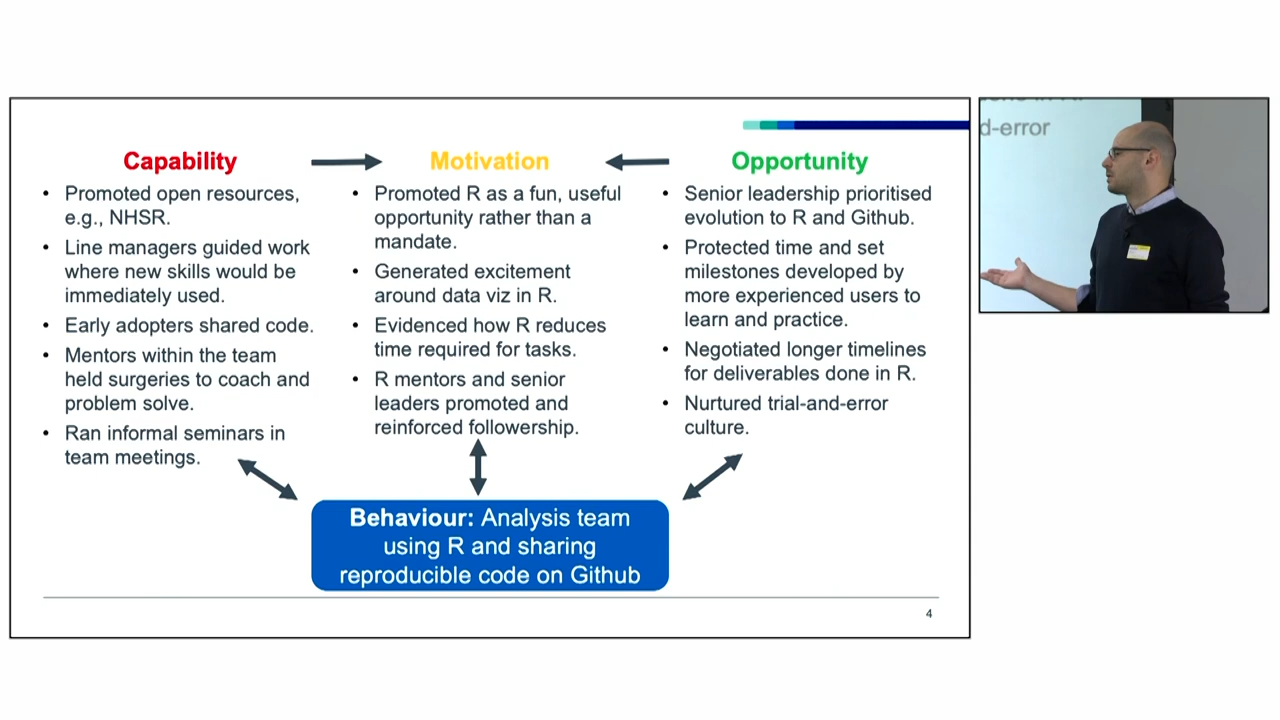 Capability
• Promoted open resources,
e.g., NHSR.
• Line managers guided work
where new skills would be
immediately used.
• Early adopters shared code.
• Mentors within the team
held surgeries to coach and
problem solve.
• Ran informal seminars in
team meetings.
Motivation
• Promoted R as a fun, useful
opportunity rather than a
mandate.
• Generated excitement
around data viz in R.
• Evidenced how R reduces
time required for tasks.
• R mentors and senior
leaders promoted and
reinforced followership.
Opportunity
• Senior leadership prioritised
evolution to R and Github.
• Protected time and set
milestones developed by
more experienced users to
learn and practice.
• Negotiated longer timelines
for deliverables done in R.
• Nurtured trial-and-error
culture.
Behaviour: Analysis team
using R and sharing
reproducible code on Github
4
d-error